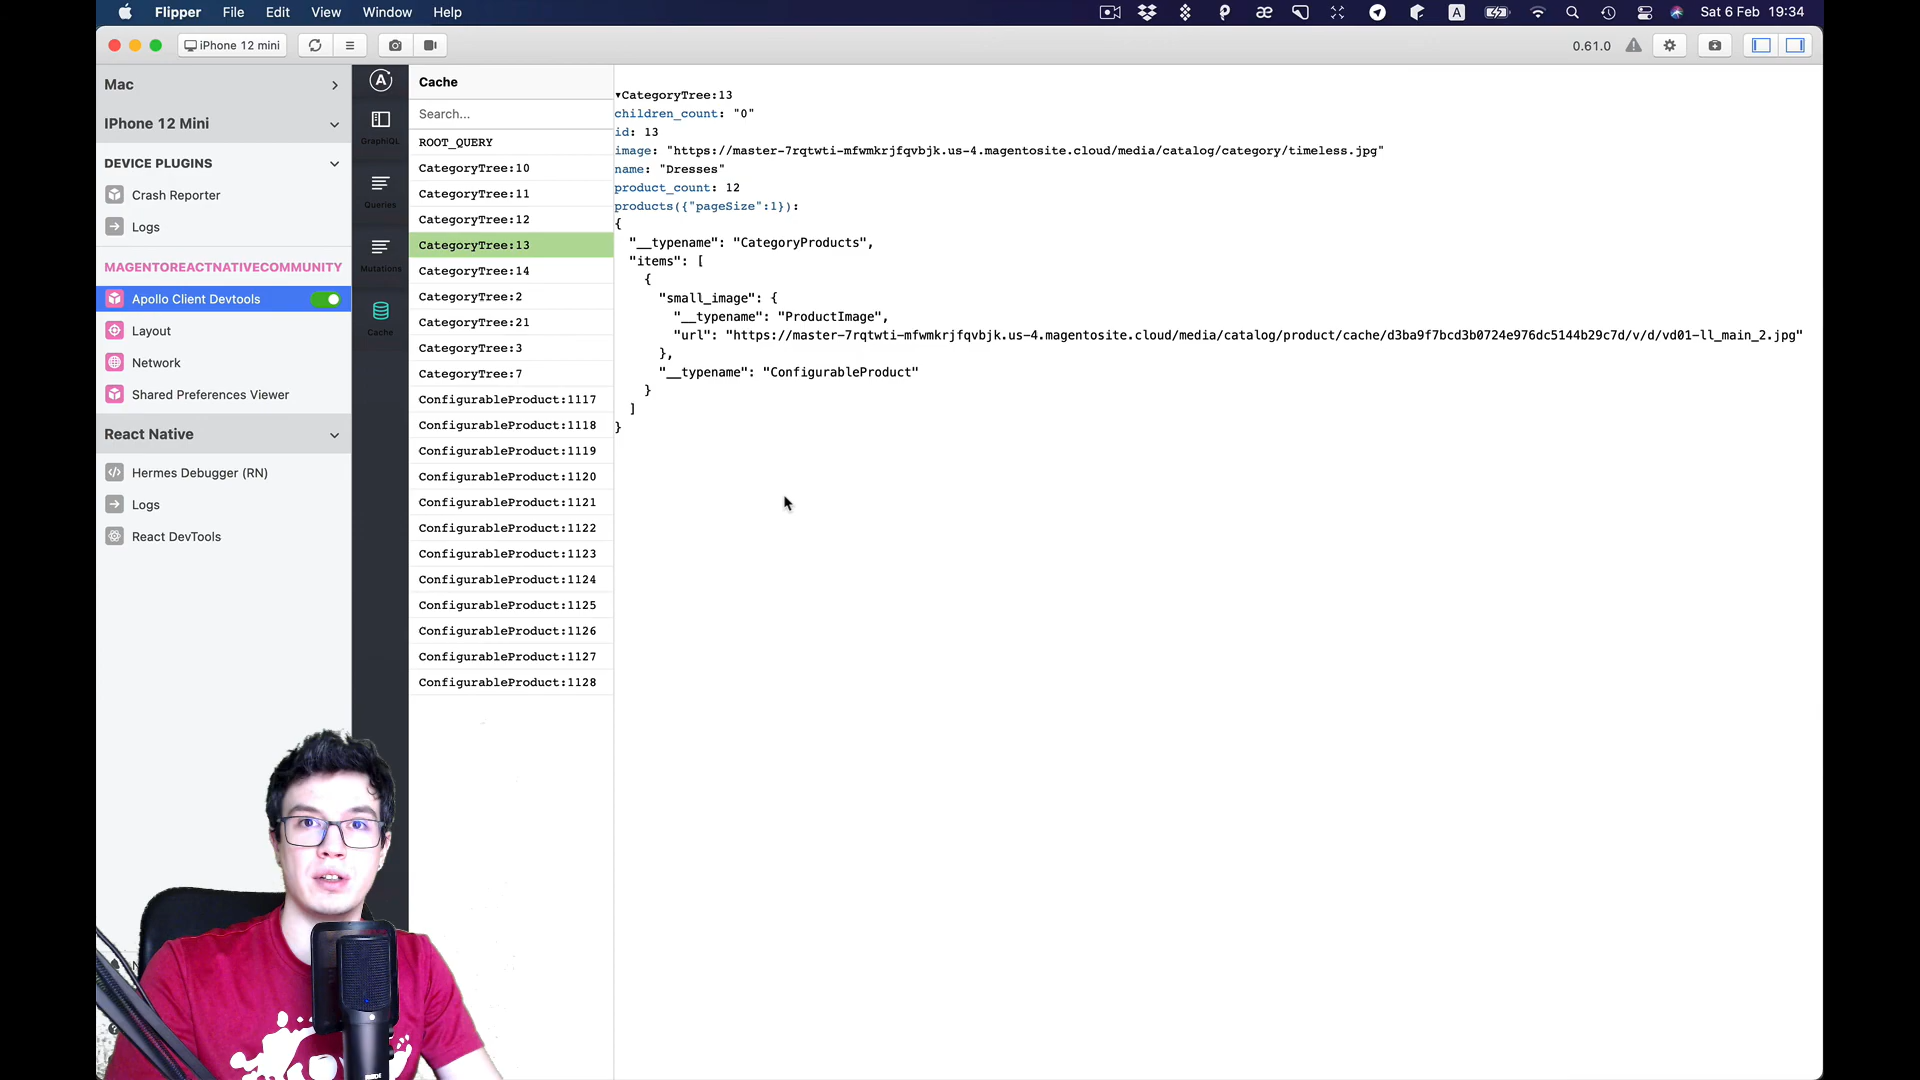 Flipper File Edit View Window Help
A
Sat 6 Feb 19:34
iPhone 12 mini
0.61.0
Mac
IPhone 12 Mini
DEVICE PLUGINS
Crash Reporter
Logs
MAGENTOREACTNATIVECOMMUNITY
Apollo Client Devtools
Layout
Network
Shared Preferences Viewer
React Native
Hermes Debugger (RN)
Logs
React DevTools
A
GraphiQL
Queries
Mutations
Cache
Cache
Search...
ROOT_QUERY
CategoryTree:10
CategoryTree:11
CategoryTree:12
CategoryTree:13
CategoryTree:14
CategoryTree:2
CategoryTree:21
CategoryTree:3
CategoryTree:7
ConfigurableProduct:1117
ConfigurableProduct:1118
ConfigurableProduct:1119
ConfigurableProduct:1120
ConfigurableProduct:1121
ConfigurableProduct:1122
ConfigurableProduct:1123
ConfigurableProduct:1124
ConfigurableProduct:1125
ConfigurableProduct:1126
ConfigurableProduct:1127
ConfigurableProduct:1128
▾CategoryTree:13
children_count: "0"
id: 13
image: "https://master-7rqtwti-mfwmkrjfqvbjk.us-4.magentosite.cloud/media/catalog/category/timeless.jpg"
name: "Dresses"
product_count: 12
products({"pageSize":1}):
{
"__typename": "CategoryProducts",
"items": [
{
"small_image": {
"__typename": "ProductImage",
"url": "https://master-7rqtwti-mfwmkrjfqvbjk.us-4.magentosite.cloud/media/catalog/product/cache/d3ba9f7bcd3b0724e976dc5144b29c7d/v/d/vd01-ll_main_2.jpg"
},
"__typename": "ConfigurableProduct"
}
]
}